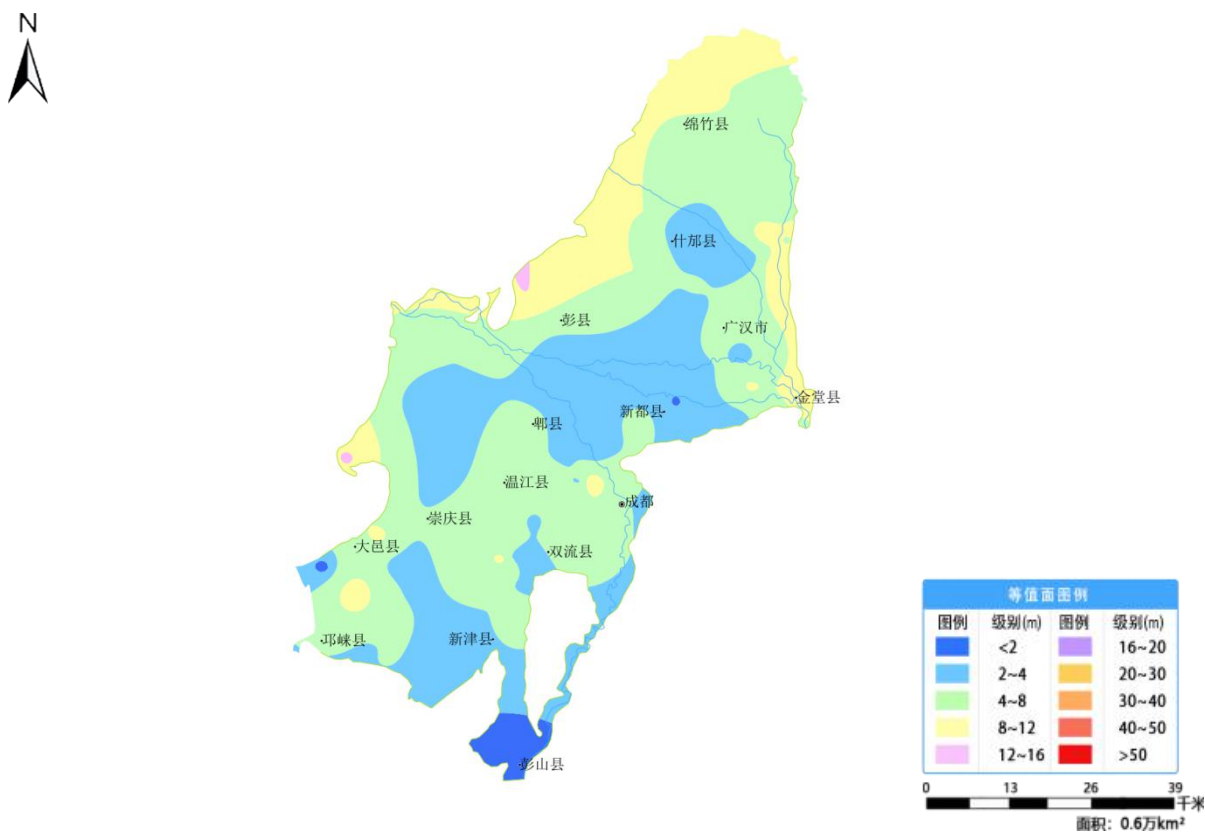 N
绵竹县
什邡县
彭县
广汉市
金堂县
新都县
郫县
温江县
成都
崇庆县
大邑县
双流县
邛崃县
新津县
彭山县
等值面图例
图例 级别(m) 图例 级别(m)
<2 16~20
2~4 20~30
4~8 30~40
8~12 40~50
12~16 >50
0 13 26 39
千米
面积：0.6万km²